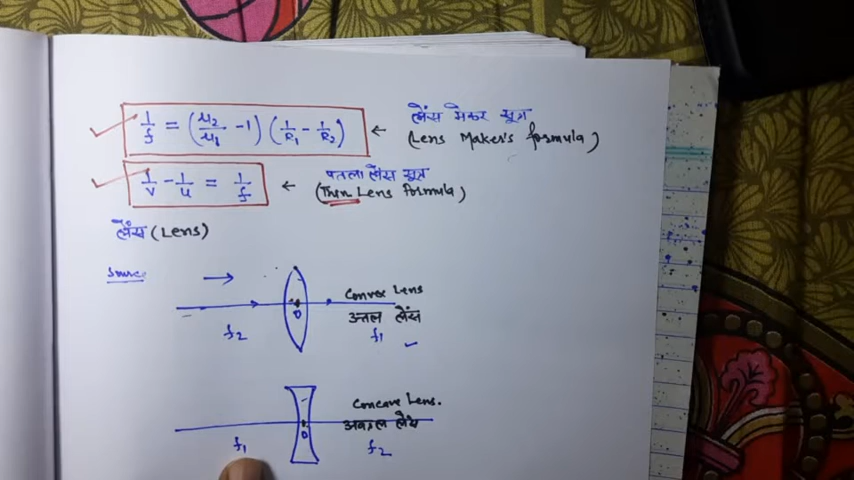 1/f = (μ2/μ1 - 1) (1/R1 - 1/R2) ← लेंस मेकर सूत्र
(Lens Maker's formula)
1/v - 1/u = 1/f ← पतला लेंस सूत्र
(Thin Lens formula)
लेंस (Lens)
Source →
Convex Lens
O
f2 उत्तल लेंस f1
Concave Lens.
अवतल लेंस
O
f1 f2